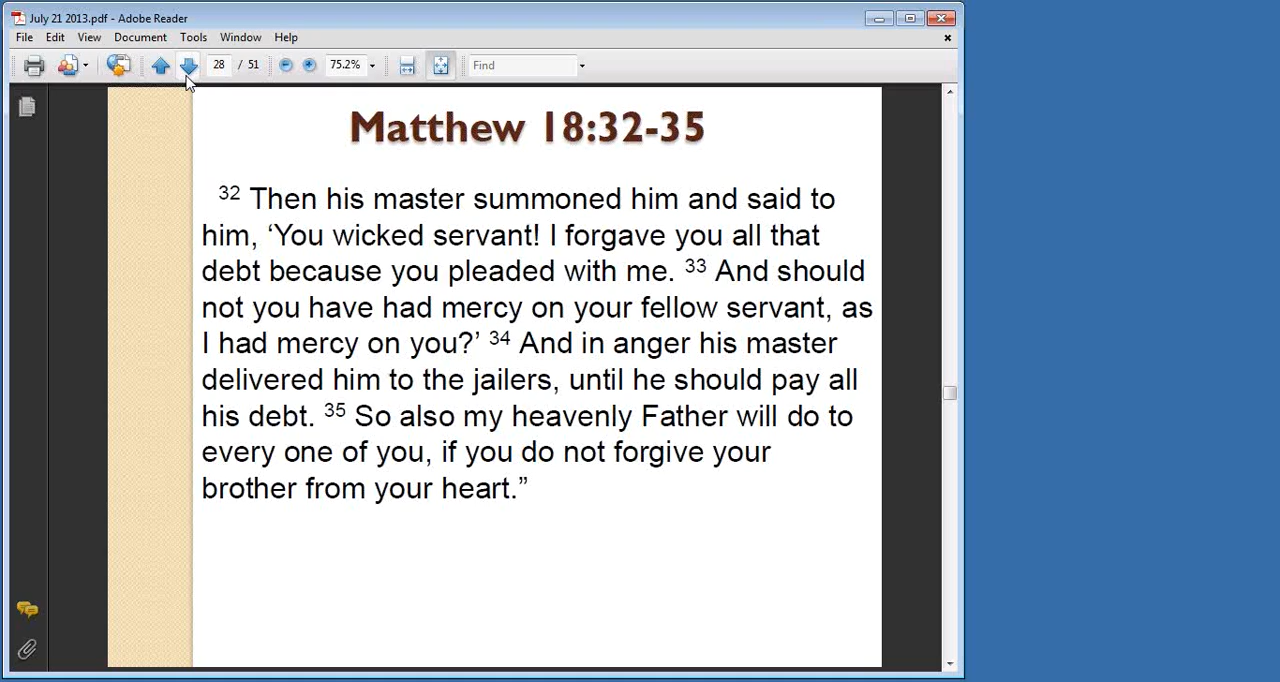 July 21 2013.pdf - Adobe Reader
File Edit View Document Tools Window Help
28 / 51 75.2% Find
Matthew 18:32-35
32 Then his master summoned him and said to
him, ‘You wicked servant! I forgave you all that
debt because you pleaded with me. 33 And should
not you have had mercy on your fellow servant, as
I had mercy on you?’ 34 And in anger his master
delivered him to the jailers, until he should pay all
his debt. 35 So also my heavenly Father will do to
every one of you, if you do not forgive your
brother from your heart.”